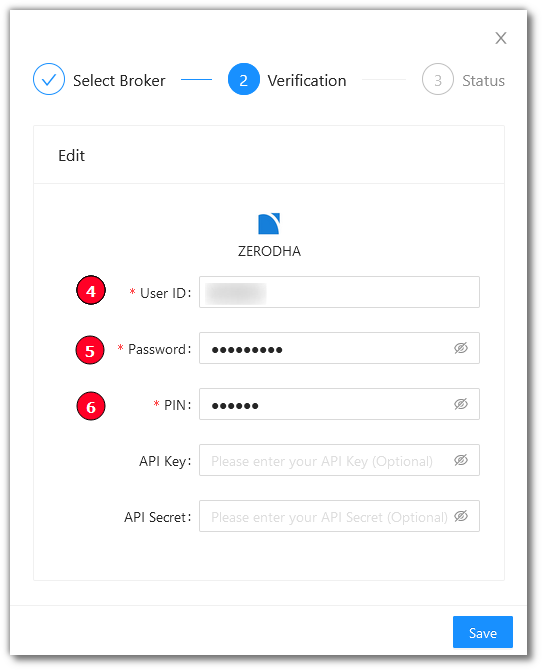 Select Broker
2 Verification
3 Status
Edit
ZERODHA
4 * User ID:
5 * Password: •••••••••
6 * PIN: ••••••
API Key: Please enter your API Key (Optional)
API Secret: Please enter your API Secret (Optional)
Save